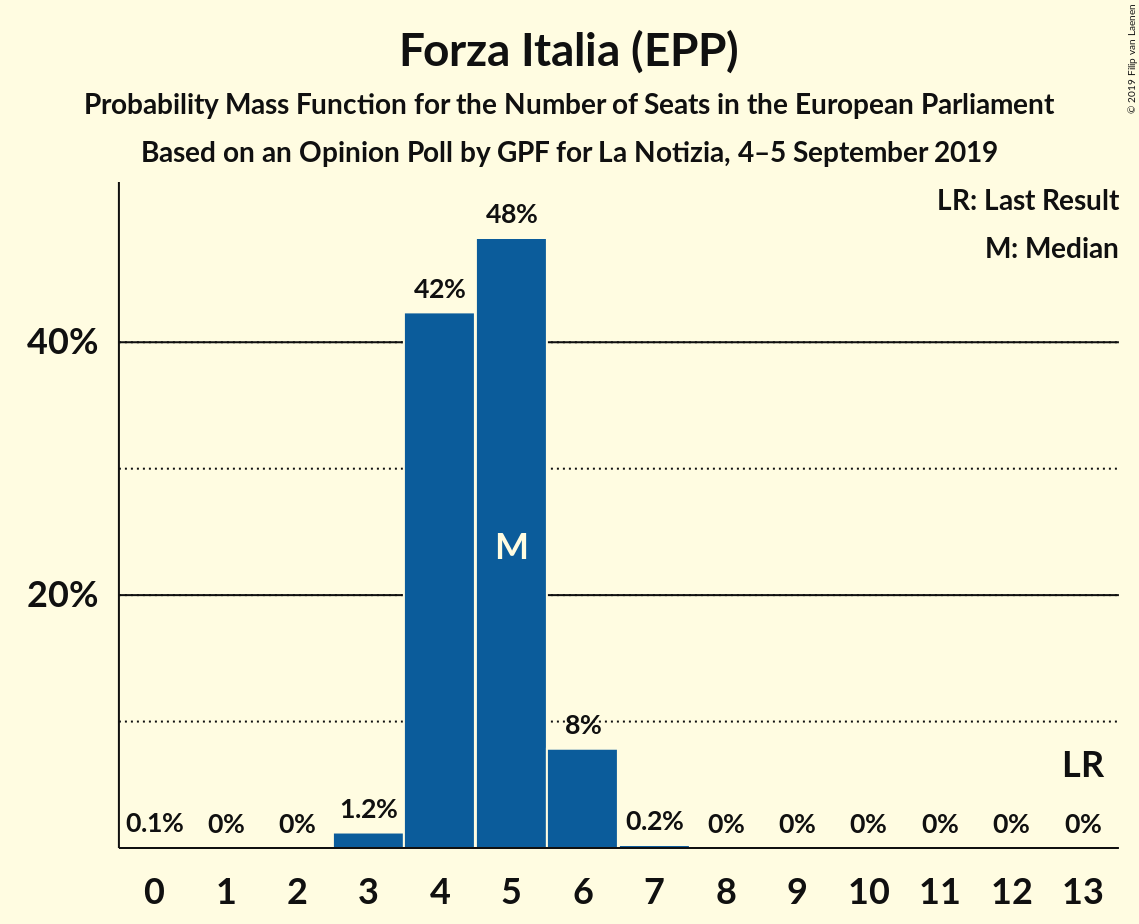 Forza Italia (EPP)
Probability Mass Function for the Number of Seats in the European Parliament
Based on an Opinion Poll by GPF for La Notizia, 4–5 September 2019
© 2019 Filip van Laenen
LR: Last Result
M: Median
48%
42%
40%
M
20%
8%
LR
0.1% 0% 0% 1.2% 0.2% 0% 0% 0% 0% 0% 0%
0 1 2 3 4 5 6 7 8 9 10 11 12 13